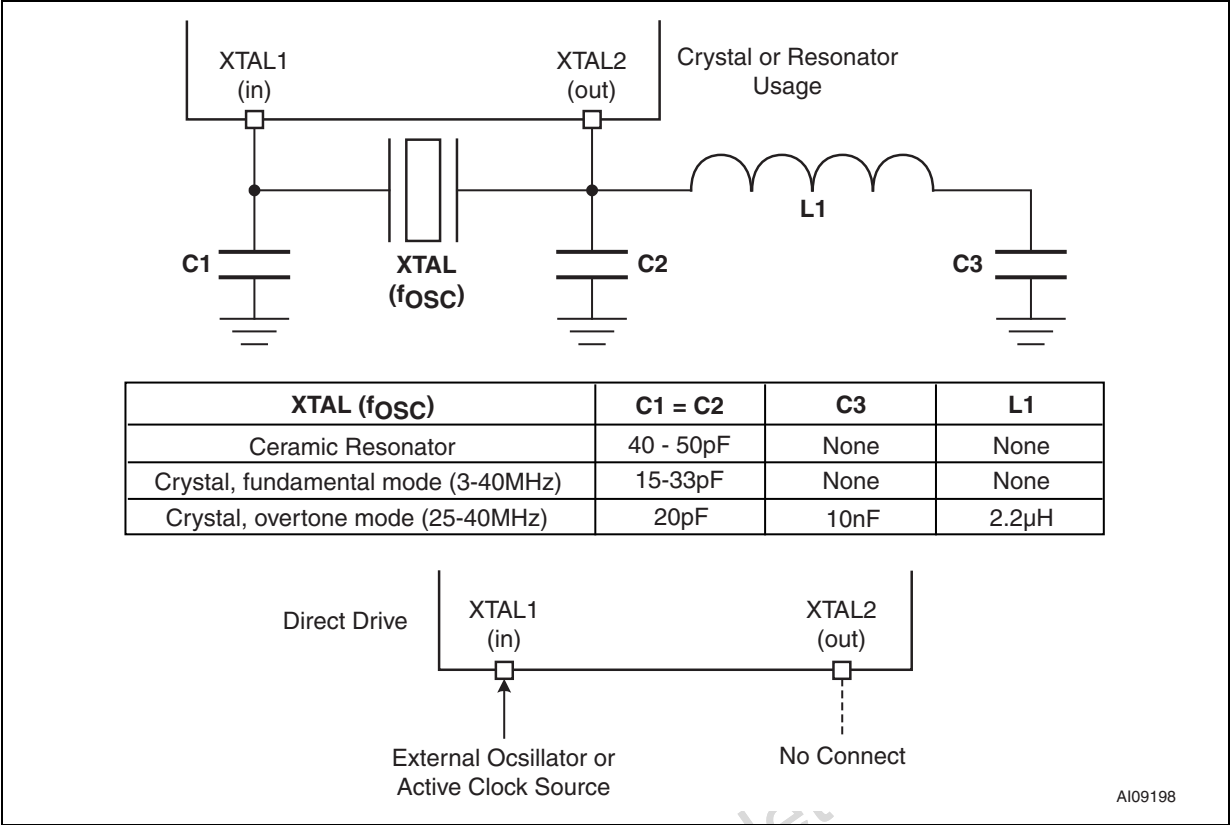 XTAL1
(in)
XTAL2
(out)
Crystal or Resonator
Usage
L1
C1
XTAL
(fOSC)
C2
C3
XTAL (fOSC) C1 = C2 C3 L1
Ceramic Resonator 40 - 50pF None None
Crystal, fundamental mode (3-40MHz) 15-33pF None None
Crystal, overtone mode (25-40MHz) 20pF 10nF 2.2µH
Direct Drive
XTAL1
(in)
XTAL2
(out)
External Ocsillator or
Active Clock Source
No Connect
AI09198